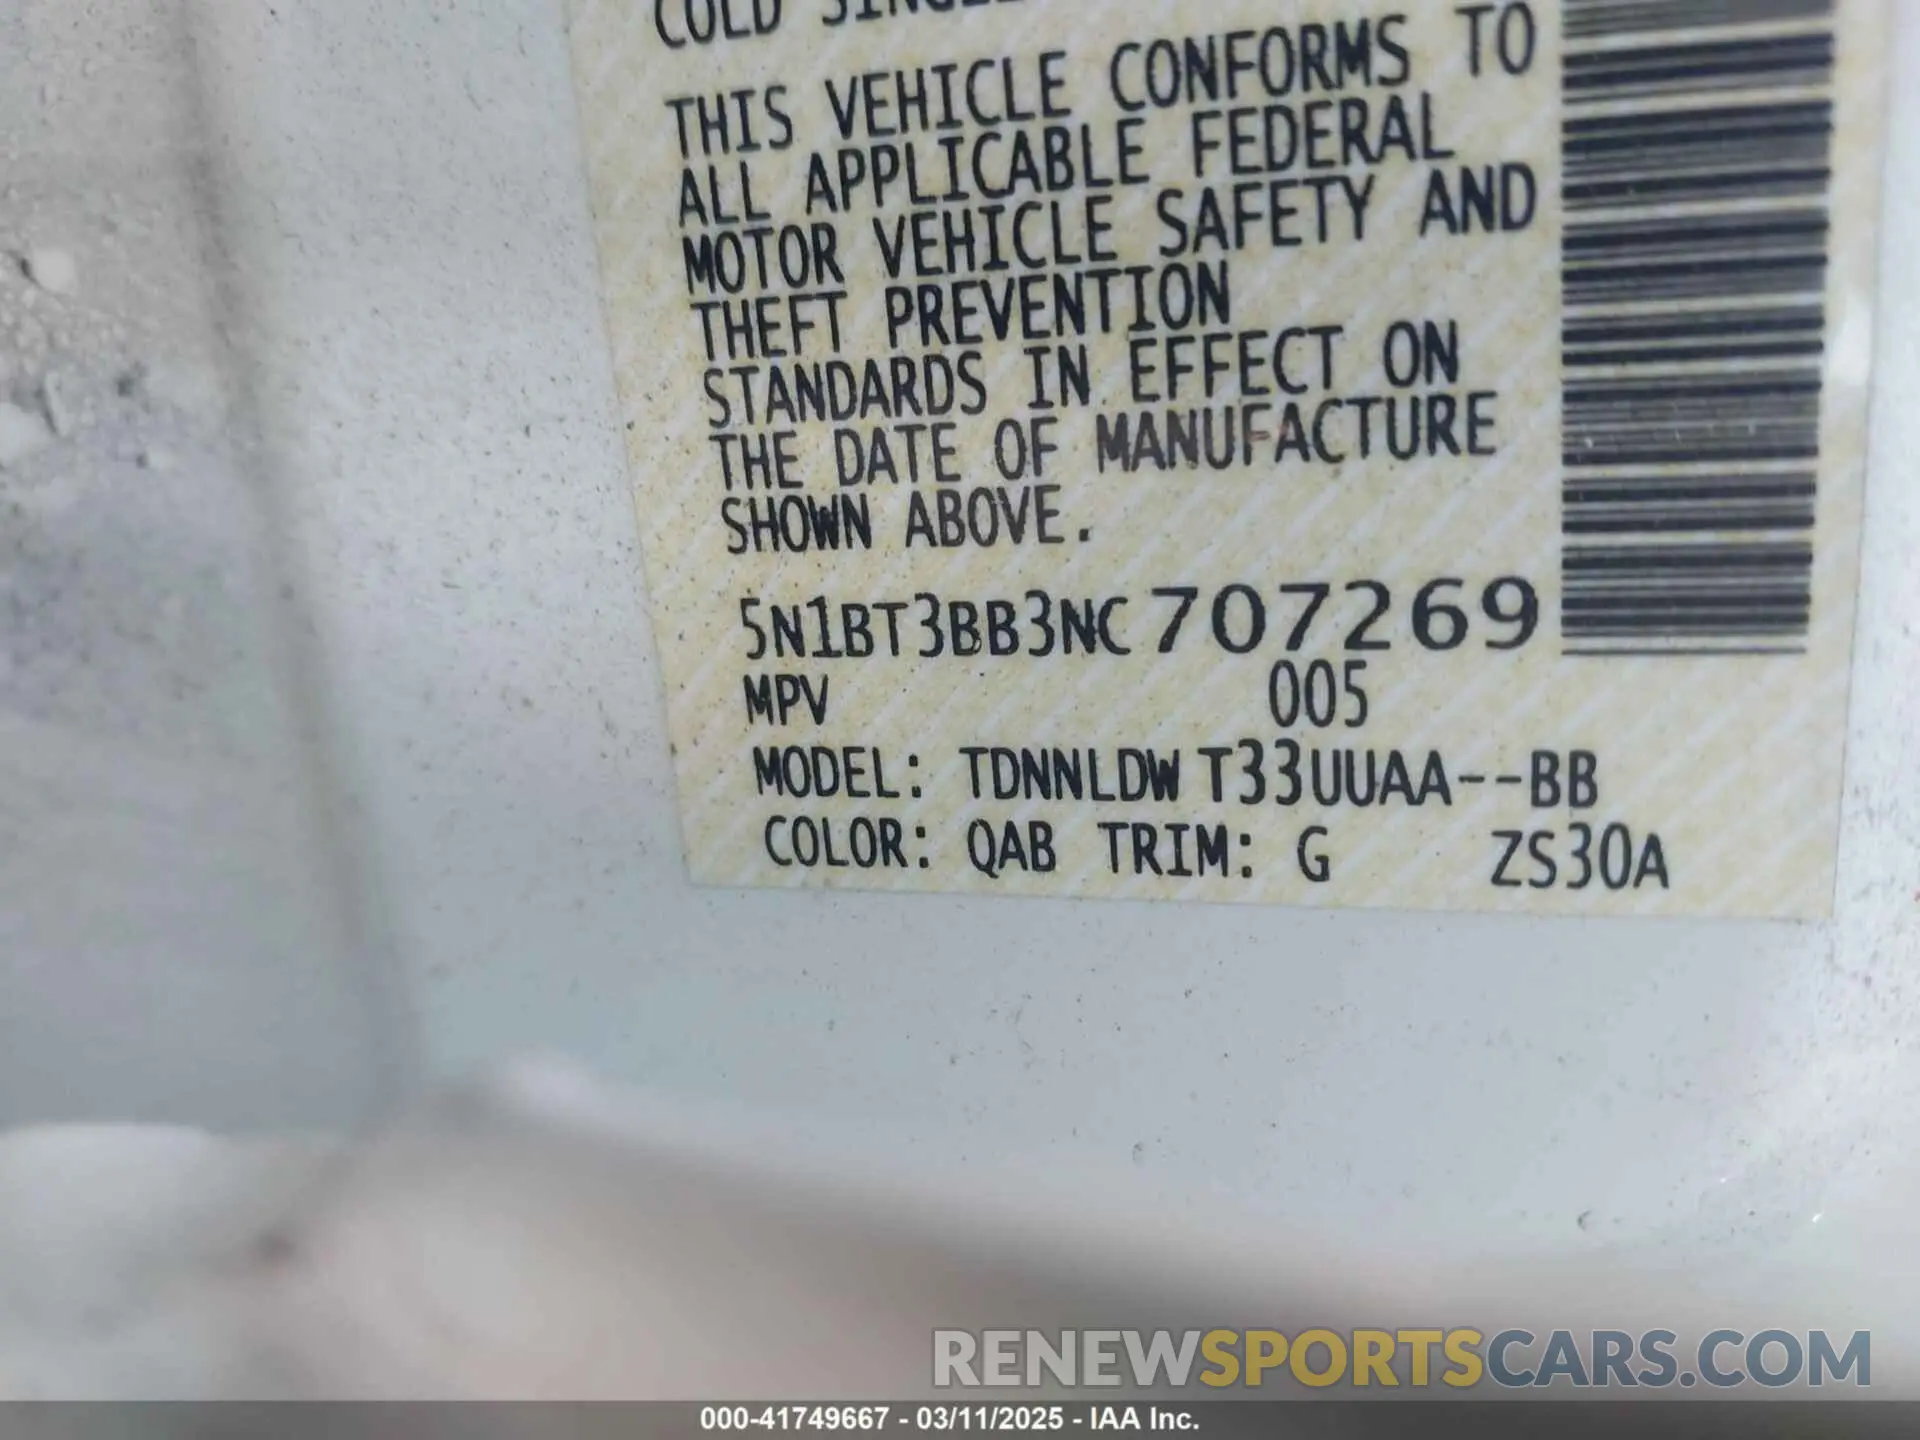 COLD
THIS VEHICLE CONFORMS TO
ALL APPLICABLE FEDERAL
MOTOR VEHICLE SAFETY AND
THEFT PREVENTION
STANDARDS IN EFFECT ON
THE DATE OF MANUFACTURE
SHOWN ABOVE.
5N1BT3BB3NC707269
MPV 005
MODEL: TDNNLDW T33UUAA--BB
COLOR: QAB TRIM: G ZS30A
RENEWSPORTSCARS.COM
000-41749667 - 03/11/2025 - IAA Inc.